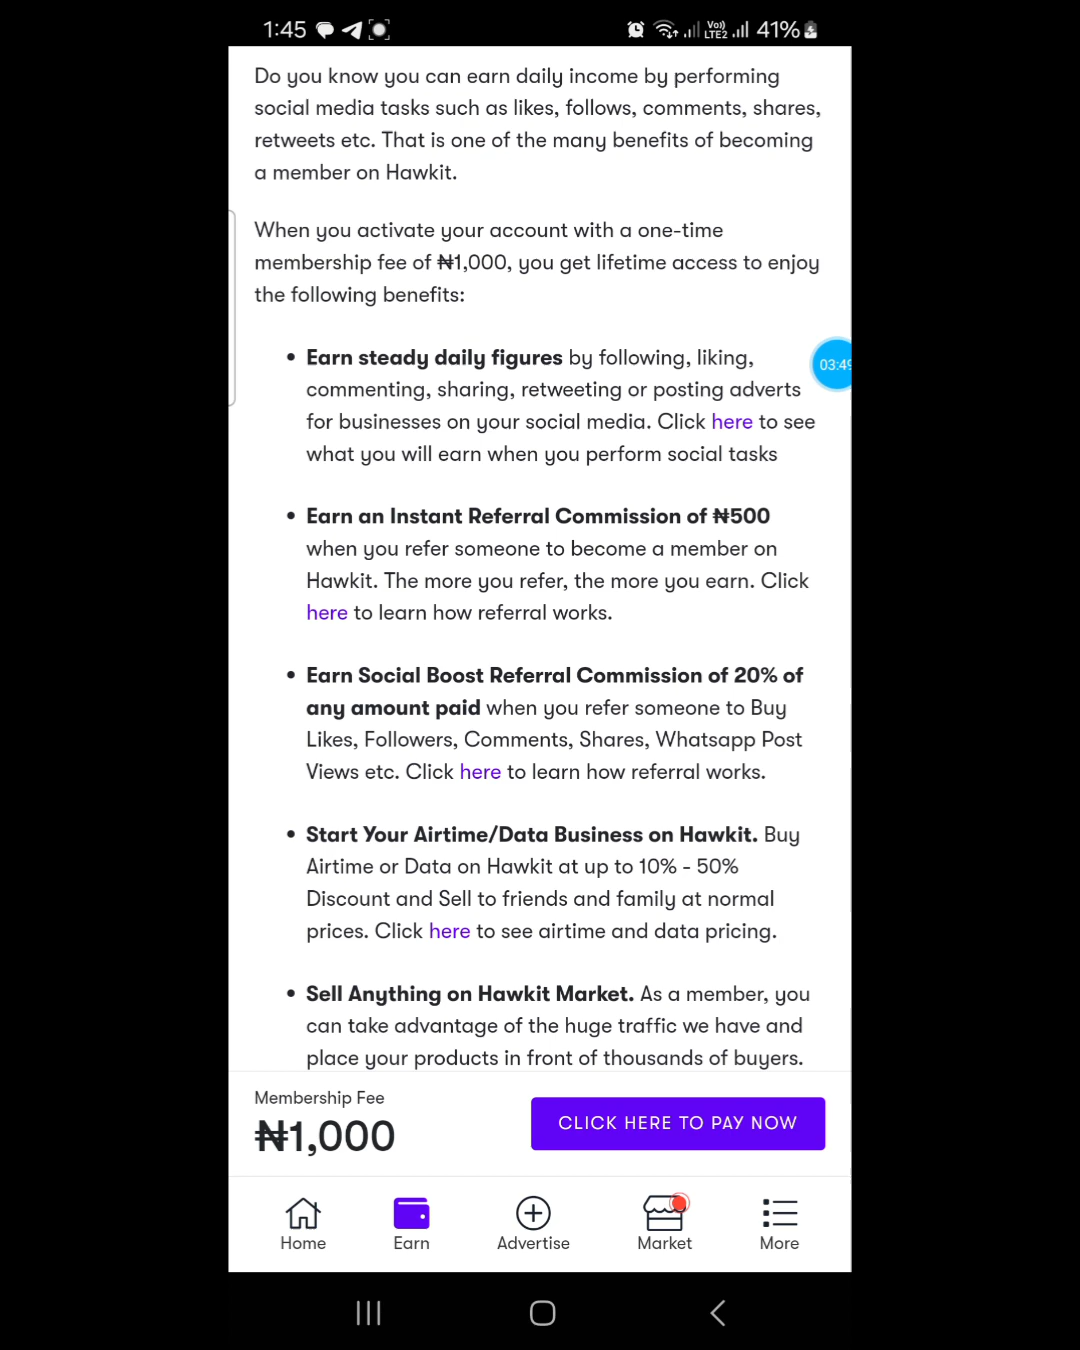 1:45
Vo)) LTE2 41%
Do you know you can earn daily income by performing
social media tasks such as likes, follows, comments, shares,
retweets etc. That is one of the many benefits of becoming
a member on Hawkit.
When you activate your account with a one-time
membership fee of ₦1,000, you get lifetime access to enjoy
the following benefits:
• Earn steady daily figures by following, liking,
commenting, sharing, retweeting or posting adverts
for businesses on your social media. Click here to see
what you will earn when you perform social tasks
03:49
• Earn an Instant Referral Commission of ₦500
when you refer someone to become a member on
Hawkit. The more you refer, the more you earn. Click
here to learn how referral works.
• Earn Social Boost Referral Commission of 20% of
any amount paid when you refer someone to Buy
Likes, Followers, Comments, Shares, Whatsapp Post
Views etc. Click here to learn how referral works.
• Start Your Airtime/Data Business on Hawkit. Buy
Airtime or Data on Hawkit at up to 10% - 50%
Discount and Sell to friends and family at normal
prices. Click here to see airtime and data pricing.
• Sell Anything on Hawkit Market. As a member, you
can take advantage of the huge traffic we have and
place your products in front of thousands of buyers.
Membership Fee
₦1,000
CLICK HERE TO PAY NOW
Home Earn Advertise Market More